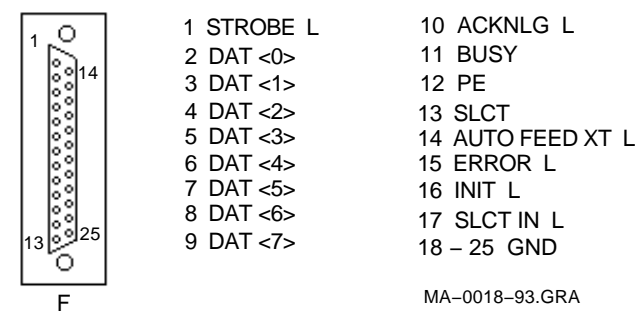 1
14
13
25
F
1 STROBE L
2 DAT <0>
3 DAT <1>
4 DAT <2>
5 DAT <3>
6 DAT <4>
7 DAT <5>
8 DAT <6>
9 DAT <7>
10 ACKNLG L
11 BUSY
12 PE
13 SLCT
14 AUTO FEED XT L
15 ERROR L
16 INIT L
17 SLCT IN L
18 – 25 GND
MA–0018–93.GRA